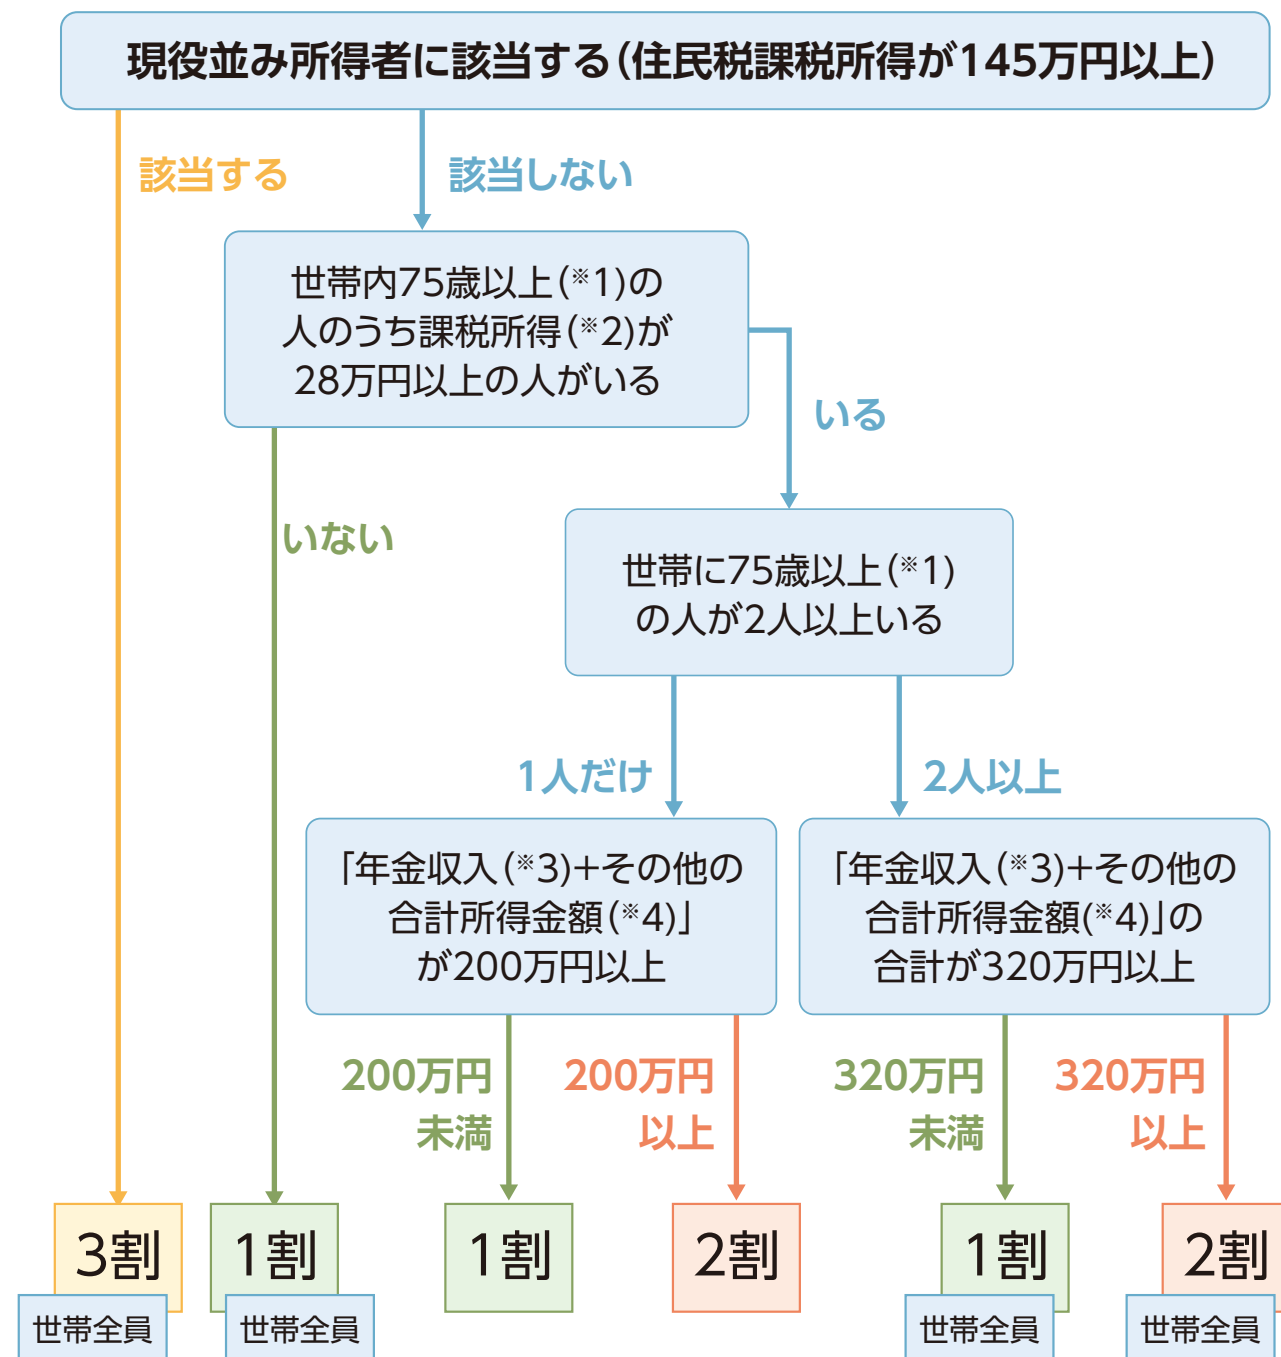 現役並み所得者に該当する(住民税課税所得が145万円以上)
該当する
該当しない
世帯内75歳以上(※1)の
人のうち課税所得(※2)が
28万円以上の人がいる
いる
いない
世帯に75歳以上(※1)
の人が2人以上いる
1人だけ
2人以上
「年金収入(※3)+その他の
合計所得金額(※4)」
が200万円以上
「年金収入(※3)+その他の
合計所得金額(※4)」の
合計が320万円以上
200万円
未満
200万円
以上
320万円
未満
320万円
以上
3割
世帯全員
1割
世帯全員
1割
2割
1割
世帯全員
2割
世帯全員